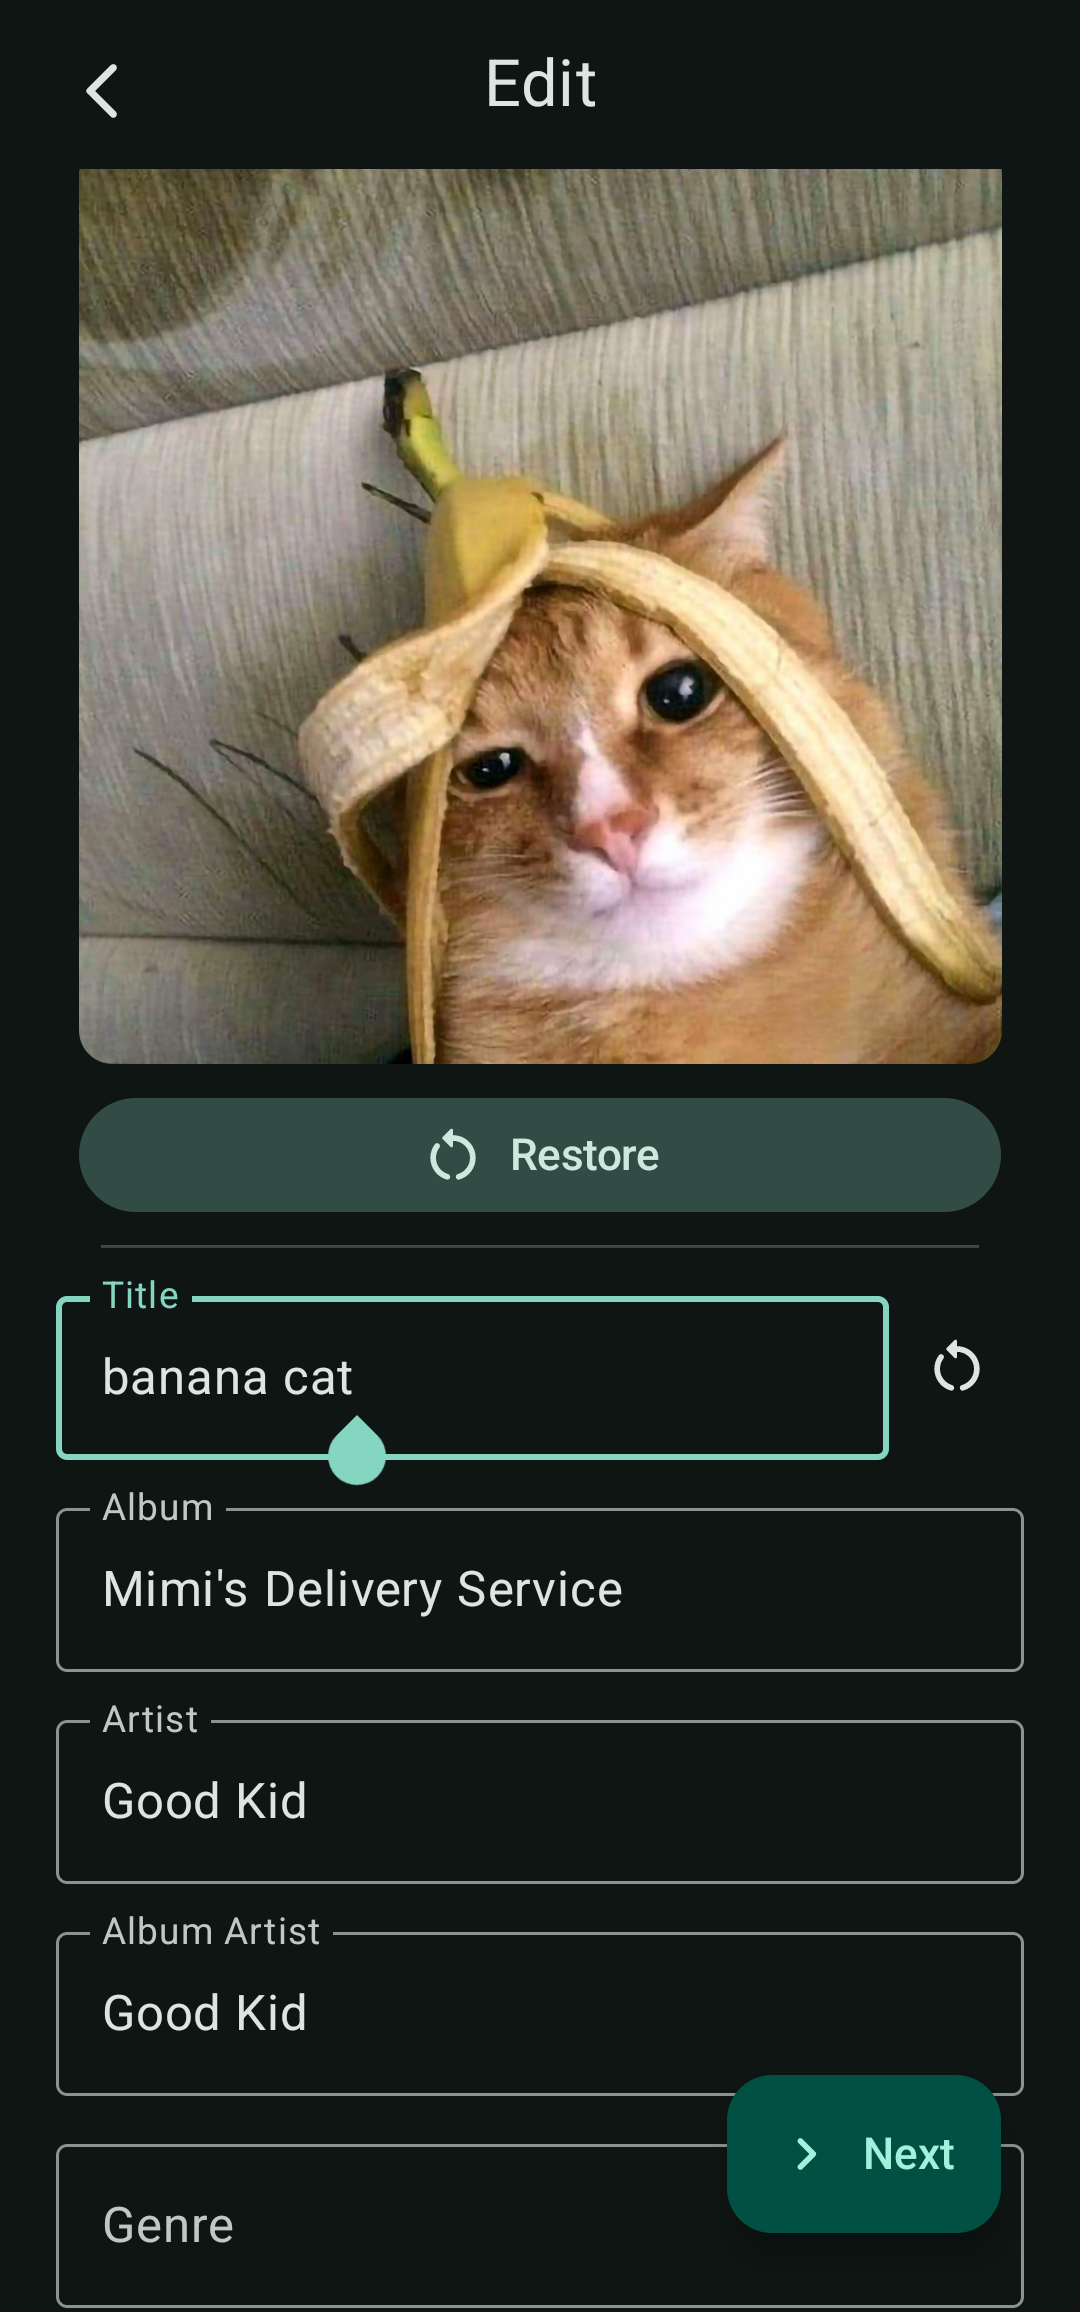 Edit
Restore
Title
banana cat
Album
Mimi's Delivery Service
Artist
Good Kid
Album Artist
Good Kid
Next
Genre